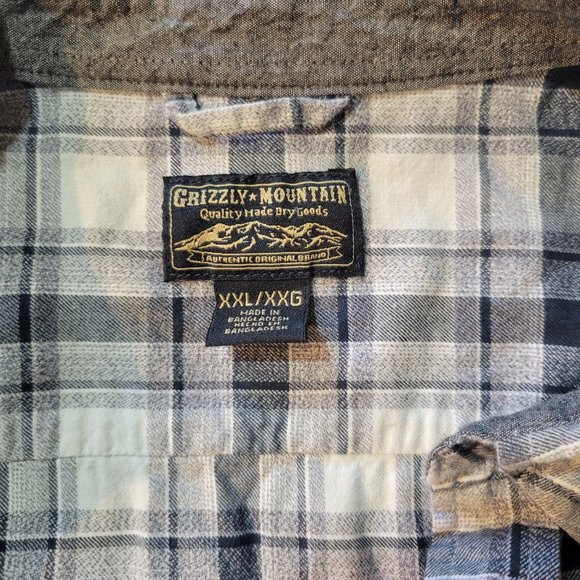 GRIZZLY★MOUNTAIN
Quality Made Dry Goods
AUTHENTIC ORIGINAL BRAND
XXL/XXG
MADE IN
BANGLADESH
HECHO EN
BANGLADESH